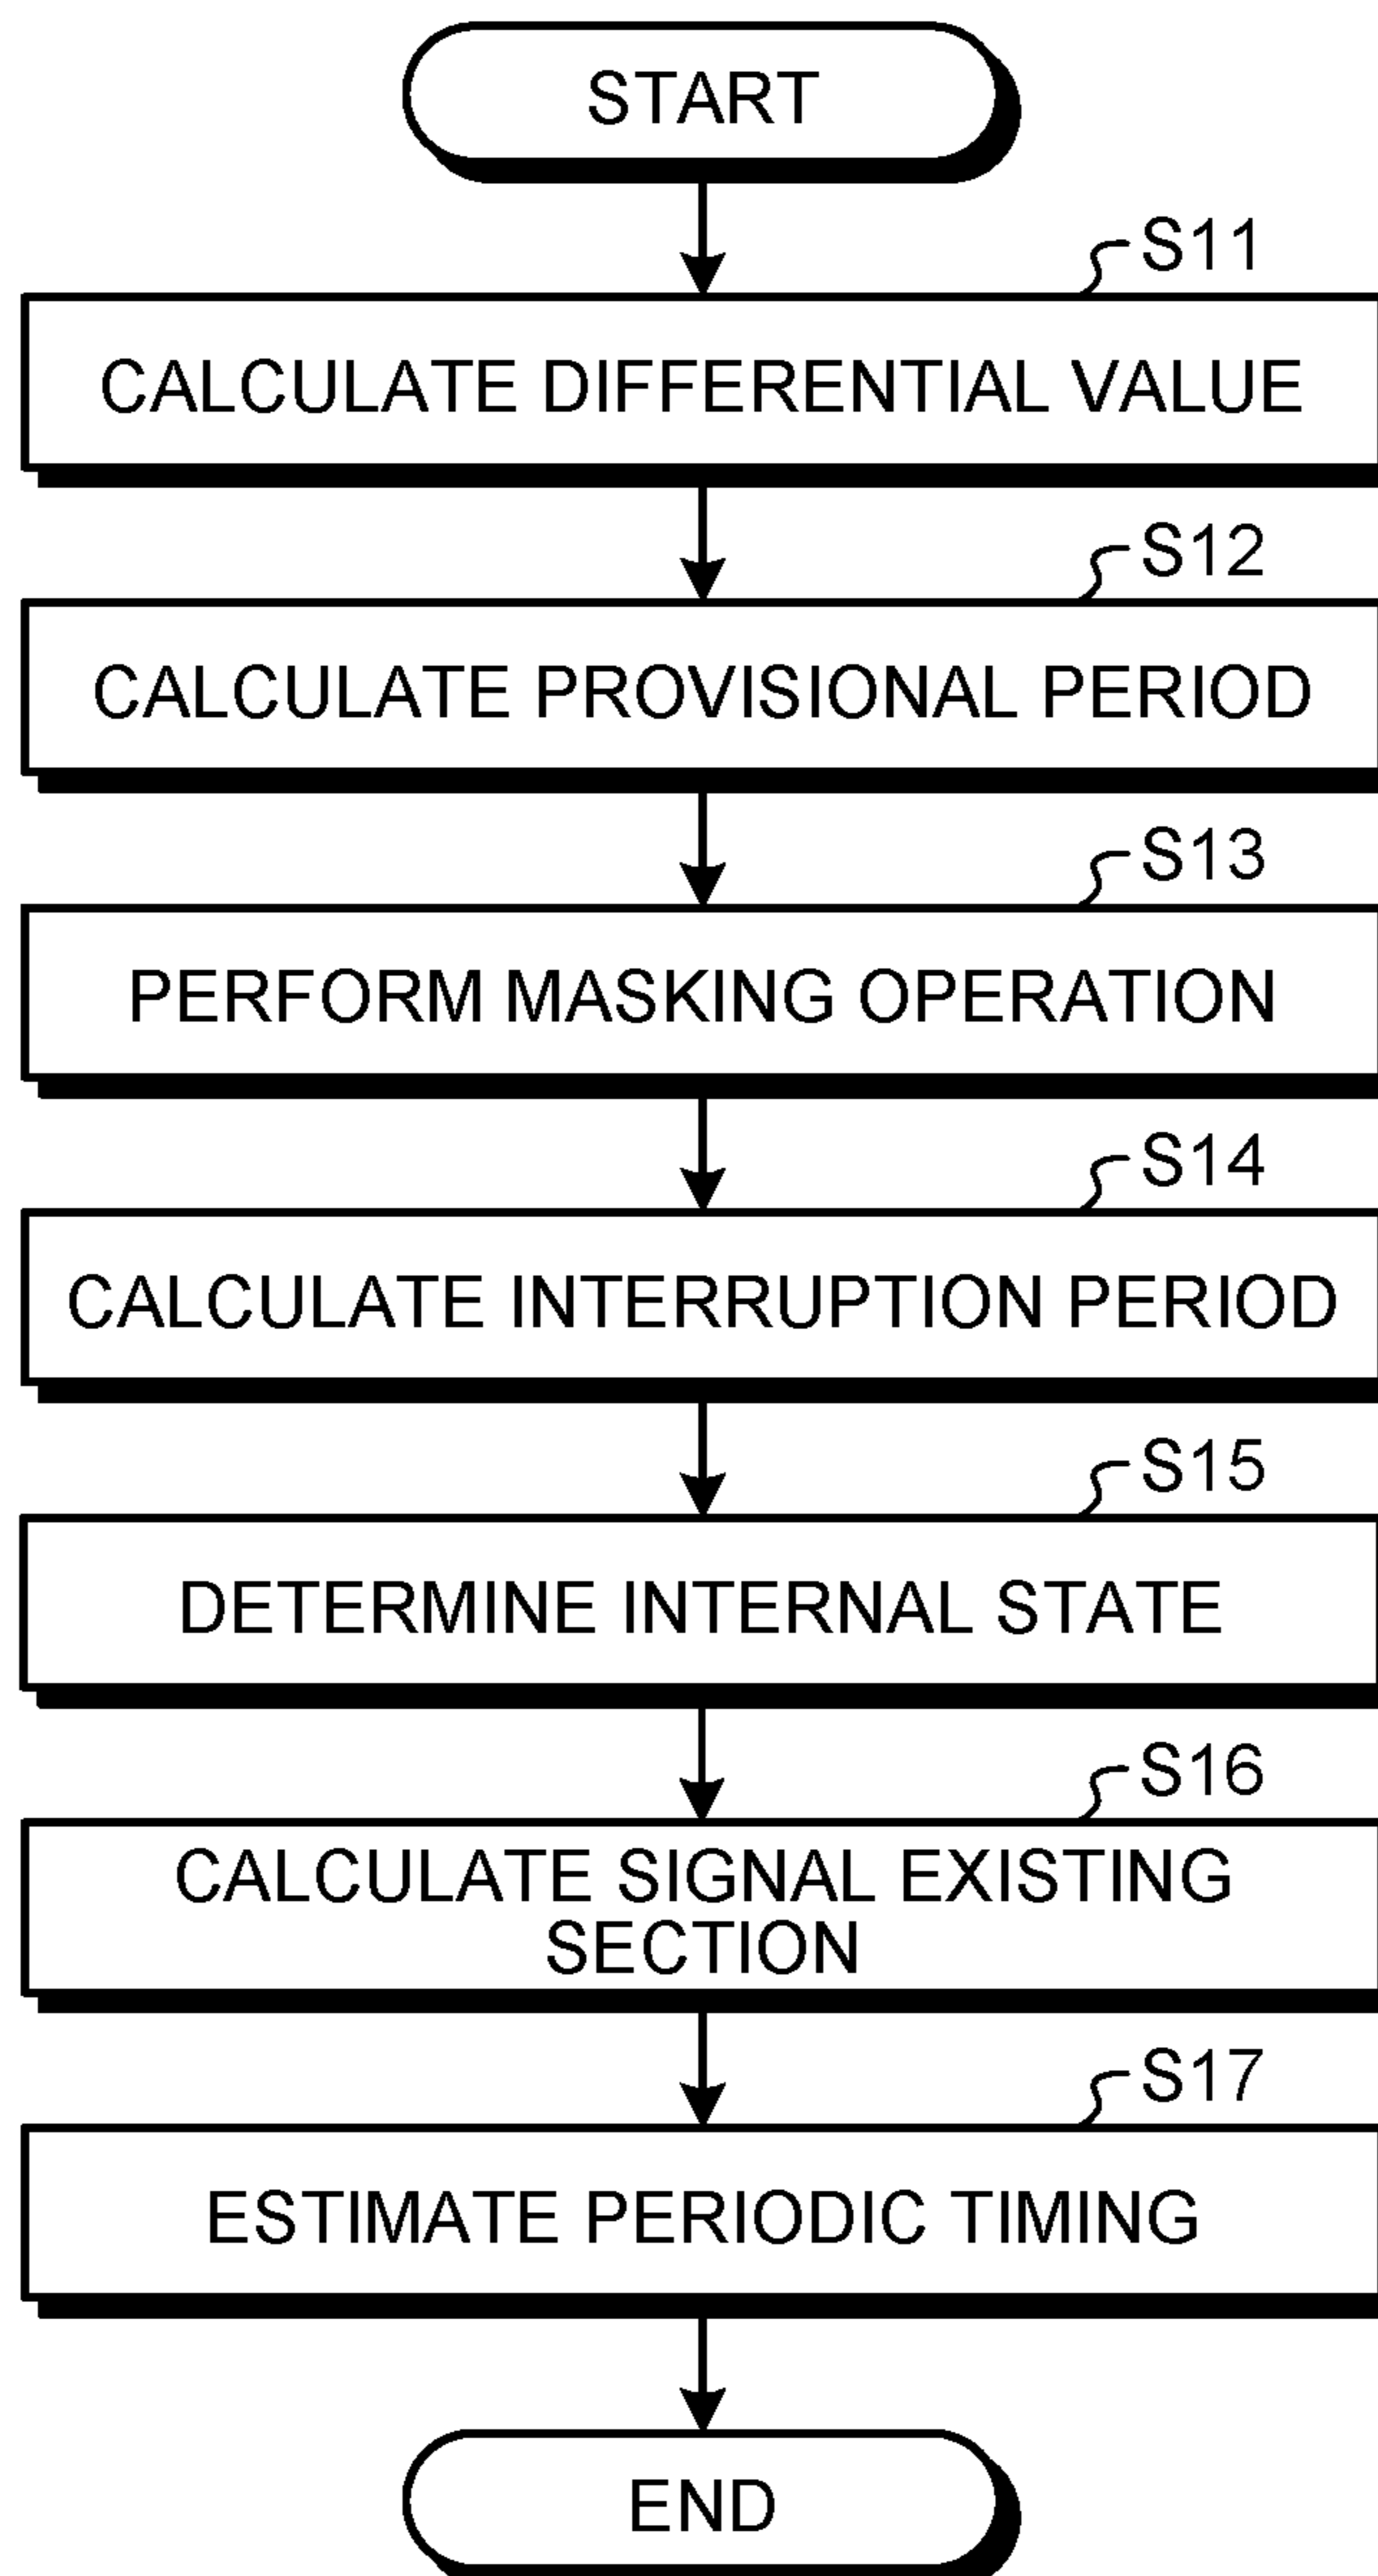 START
S11
CALCULATE DIFFERENTIAL VALUE
S12
CALCULATE PROVISIONAL PERIOD
S13
PERFORM MASKING OPERATION
S14
CALCULATE INTERRUPTION PERIOD
S15
DETERMINE INTERNAL STATE
S16
CALCULATE SIGNAL EXISTING
SECTION
S17
ESTIMATE PERIODIC TIMING
END